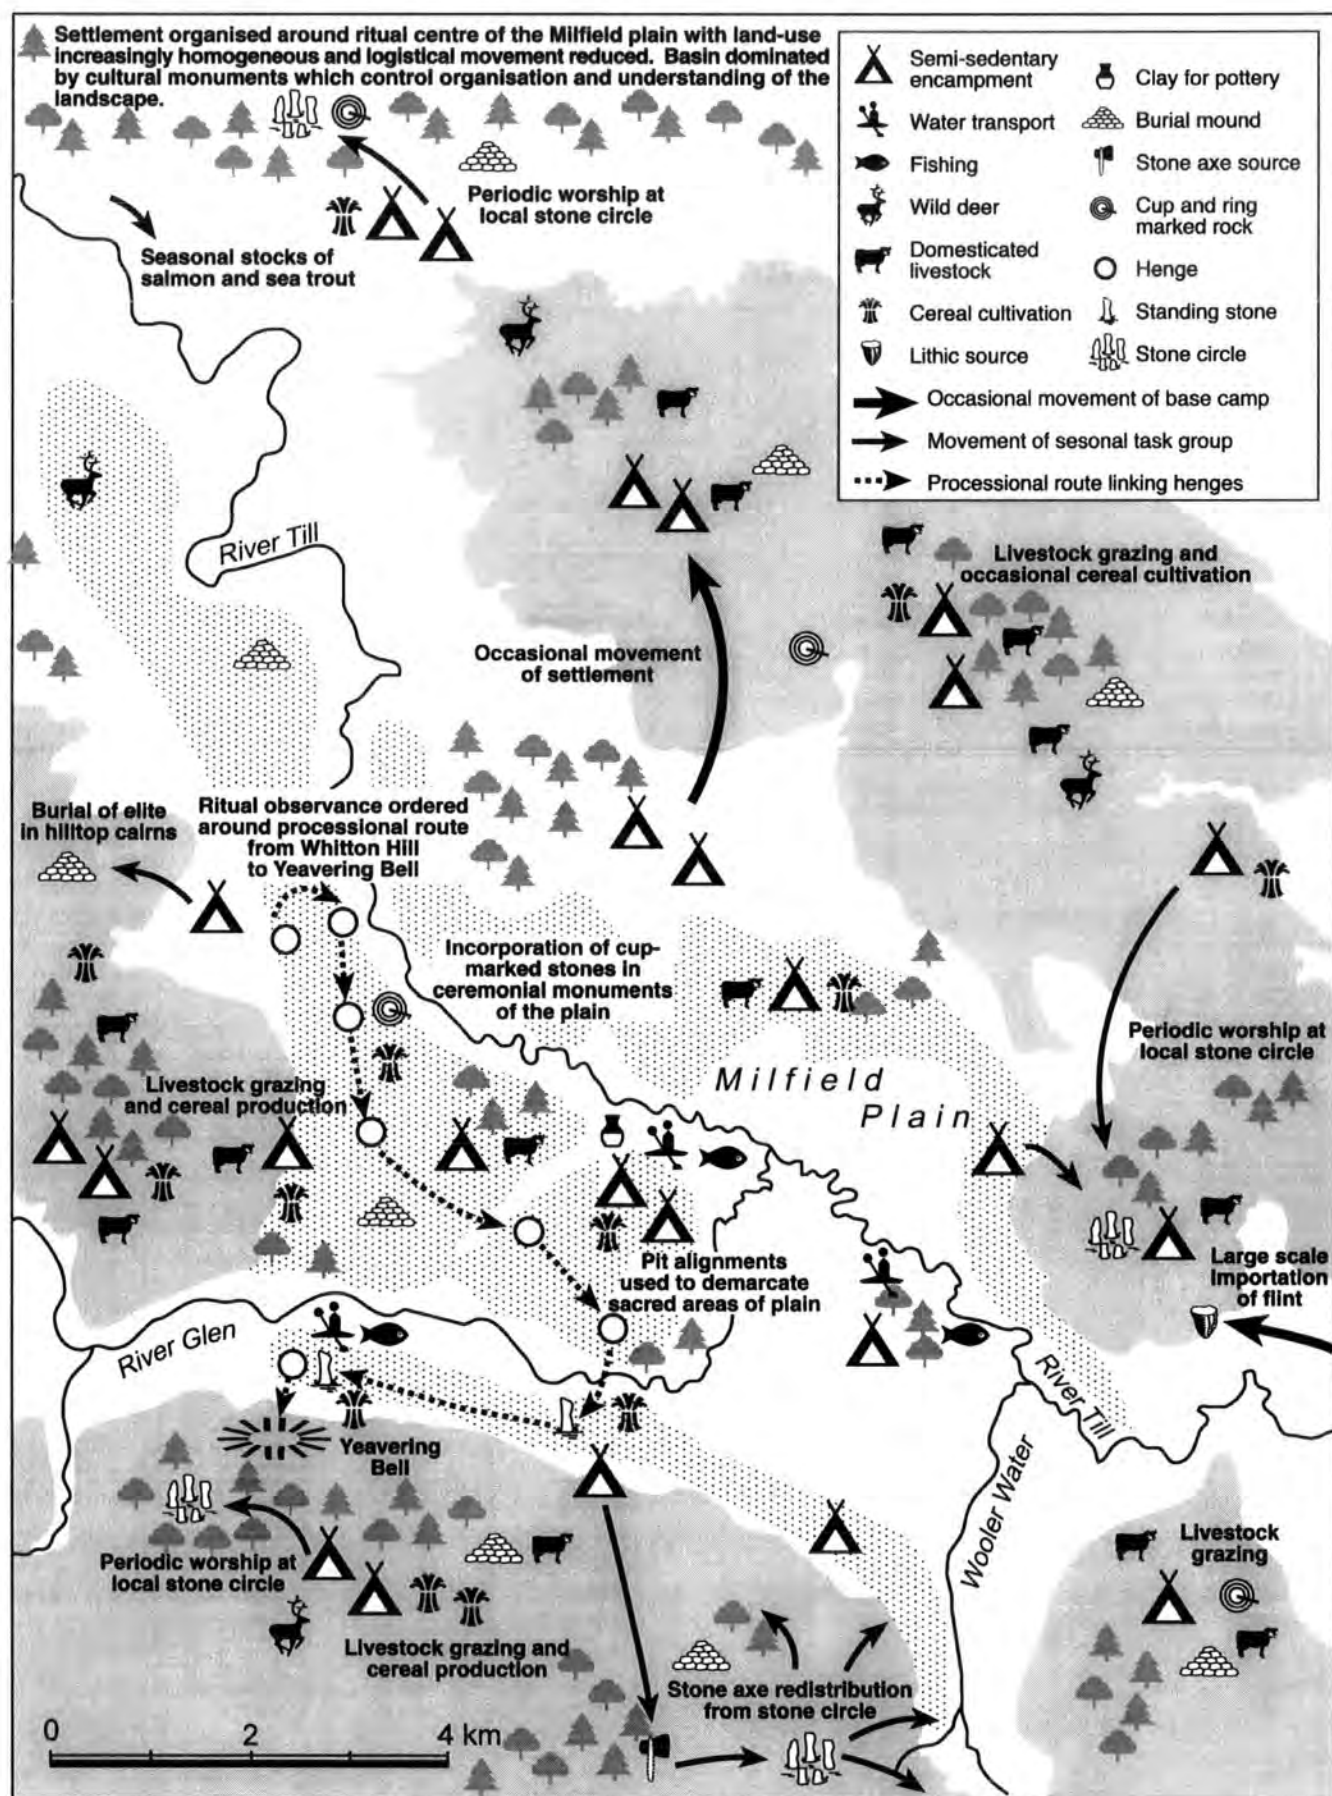 Settlement organised around ritual centre of the Milfield plain with land-use
increasingly homogeneous and logistical movement reduced. Basin dominated
by cultural monuments which control organisation and understanding of the
landscape.
Semi-sedentary
encampment
Water transport
Fishing
Wild deer
Domesticated
livestock
Cereal cultivation
Lithic source
Clay for pottery
Burial mound
Stone axe source
Cup and ring
marked rock
Henge
Standing stone
Stone circle
Occasional movement of base camp
Movement of sesonal task group
Processional route linking henges
Periodic worship at
local stone circle
Seasonal stocks of
salmon and sea trout
River Till
Livestock grazing and
occasional cereal cultivation
Occasional movement
of settlement
Burial of elite
in hilltop cairns
Ritual observance ordered
around processional route
from Whitton Hill
to Yeavering Bell
Incorporation of cup-
marked stones in
ceremonial monuments
of the plain
Milfield
Plain
Periodic worship at
local stone circle
Livestock grazing
and cereal production
Pit alignments
used to demarcate
sacred areas of plain
Large scale
importation
of flint
River Glen
River Till
Yeavering
Bell
Wooler Water
Periodic worship at
local stone circle
Livestock
grazing
Livestock grazing and
cereal production
Stone axe redistribution
from stone circle
0 2 4 km